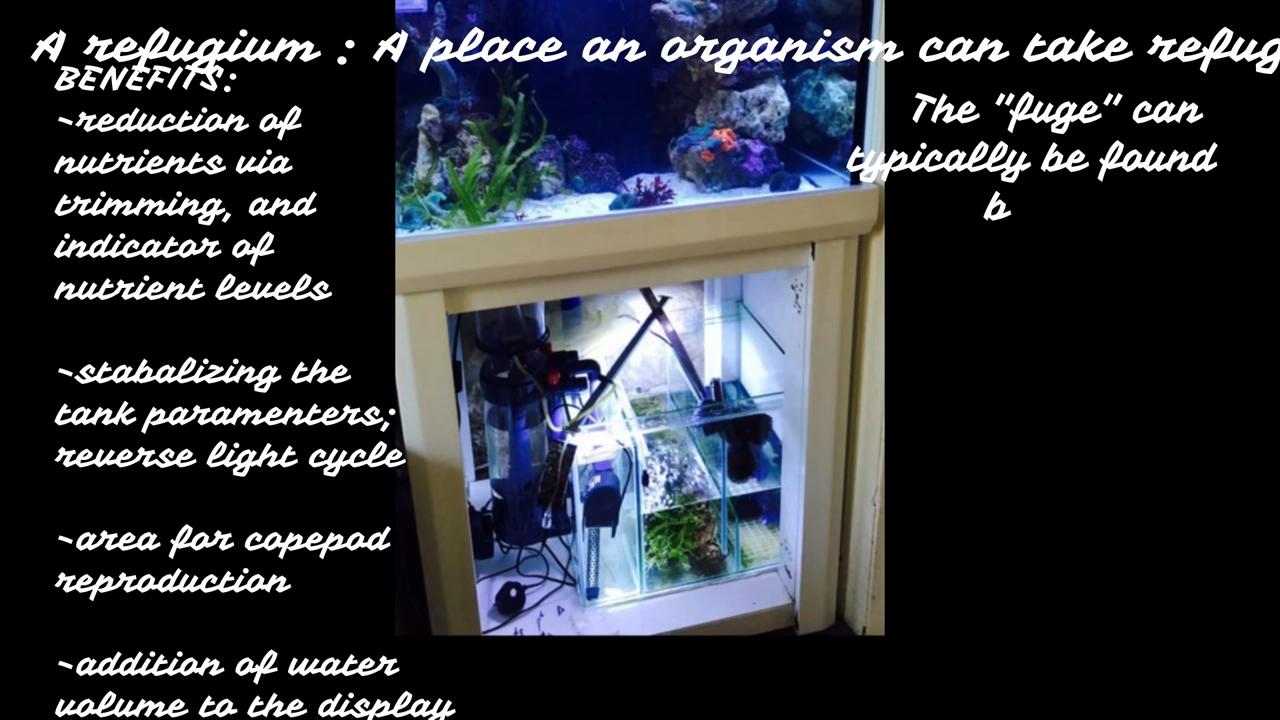 A refugium : A place an organism can take refug
BENEFITS:
-reduction of
nutrients via
trimming, and
indicator of
nutrient levels
-stabalizing the
tank paramenters;
reverse light cycle
-area for copepod
reproduction
-addition of water
volume to the display
The "fuge" can
typically be found
b